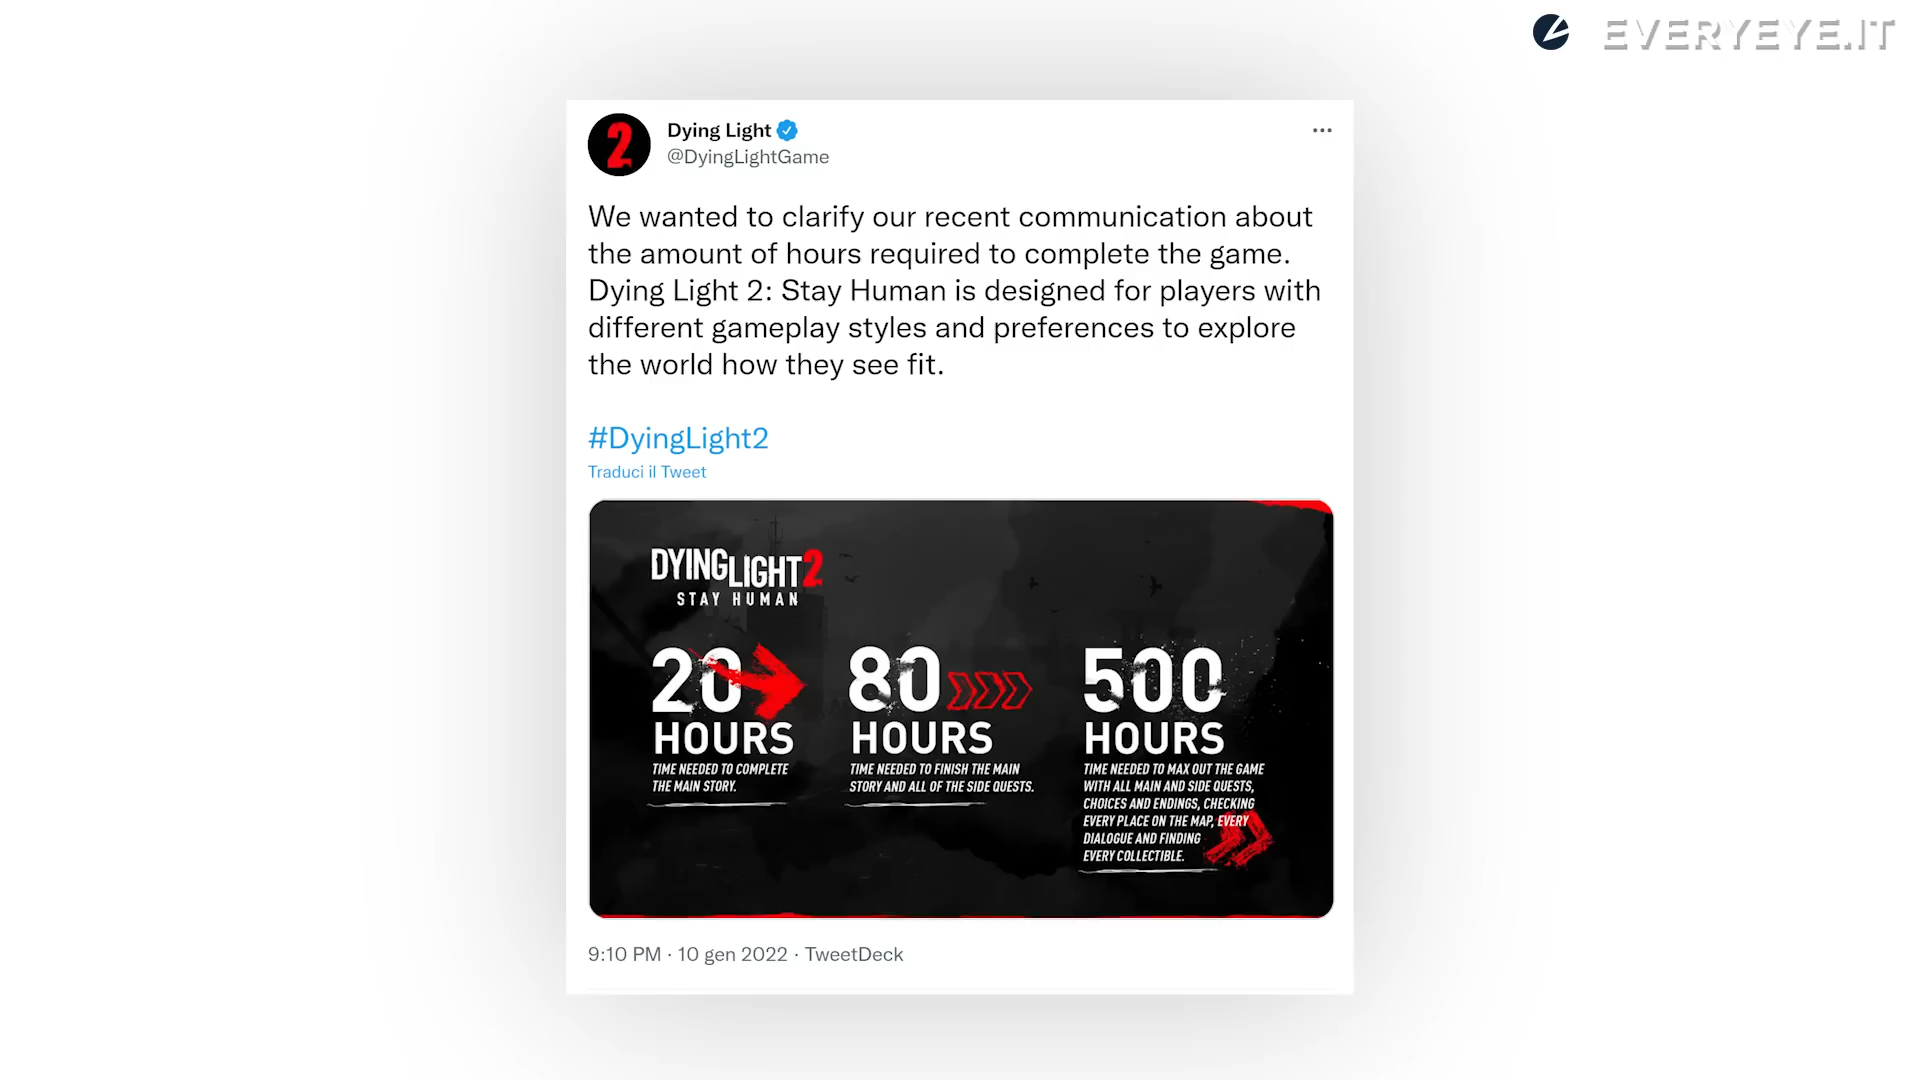 EVERYEYE.IT
2
Dying Light
@DyingLightGame
We wanted to clarify our recent communication about
the amount of hours required to complete the game.
Dying Light 2: Stay Human is designed for players with
different gameplay styles and preferences to explore
the world how they see fit.
#DyingLight2
Traduci il Tweet
DYING LIGHT 2
STAY HUMAN
20
HOURS
TIME NEEDED TO COMPLETE
THE MAIN STORY.
80
HOURS
TIME NEEDED TO FINISH THE MAIN
STORY AND ALL OF THE SIDE QUESTS.
500
HOURS
TIME NEEDED TO MAX OUT THE GAME
WITH ALL MAIN AND SIDE QUESTS,
CHOICES AND ENDINGS, CHECKING
EVERY PLACE ON THE MAP, EVERY
DIALOGUE AND FINDING
EVERY COLLECTIBLE.
9:10 PM · 10 gen 2022 · TweetDeck